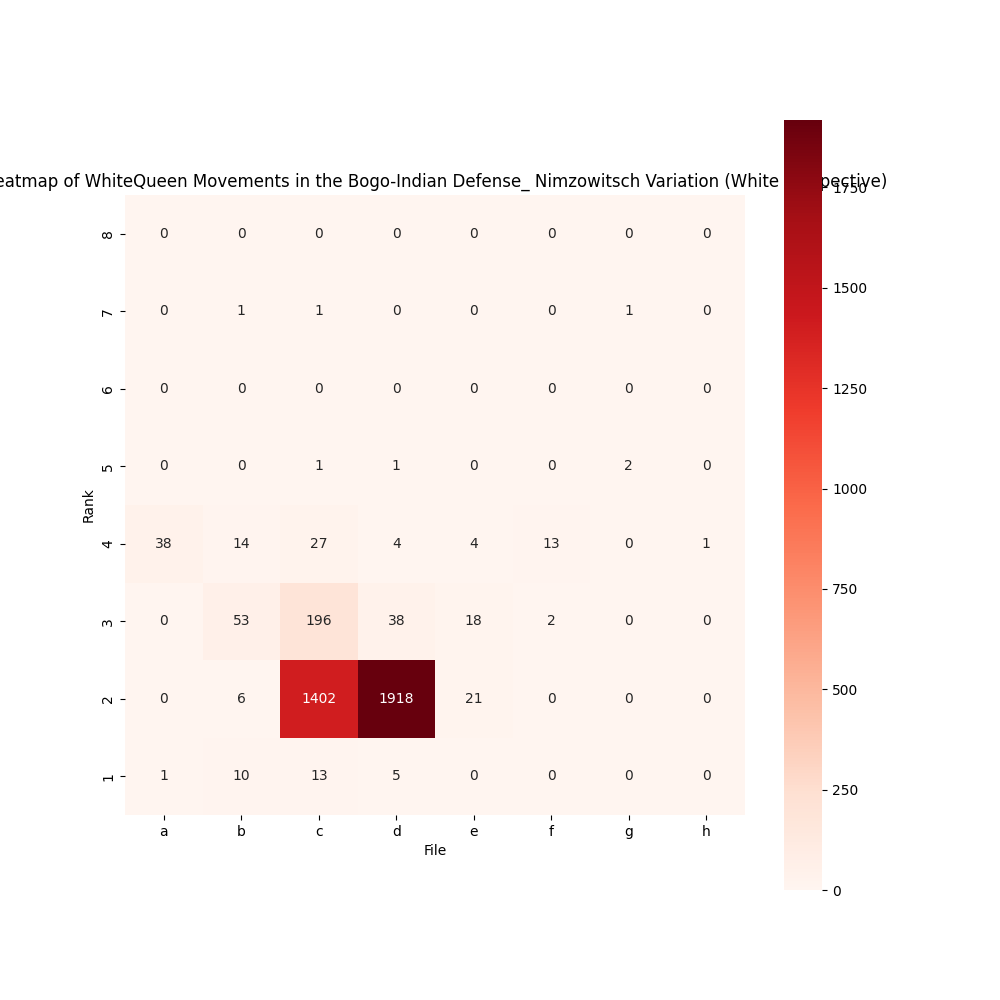 eatmap of WhiteQueen Movements in the Bogo-Indian Defense_ Nimzowitsch Variation (White pective)
8 0 0 0 0 0 0 0 0
7 0 1 1 0 0 0 1 0
6 0 0 0 0 0 0 0 0
5 0 0 1 1 0 0 2 0
4 38 14 27 4 4 13 0 1
3 0 53 196 38 18 2 0 0
2 0 6 1402 1918 21 0 0 0
1 1 10 13 5 0 0 0 0
a b c d e f g h
File
Rank
1750
1500
1250
1000
750
500
250
0